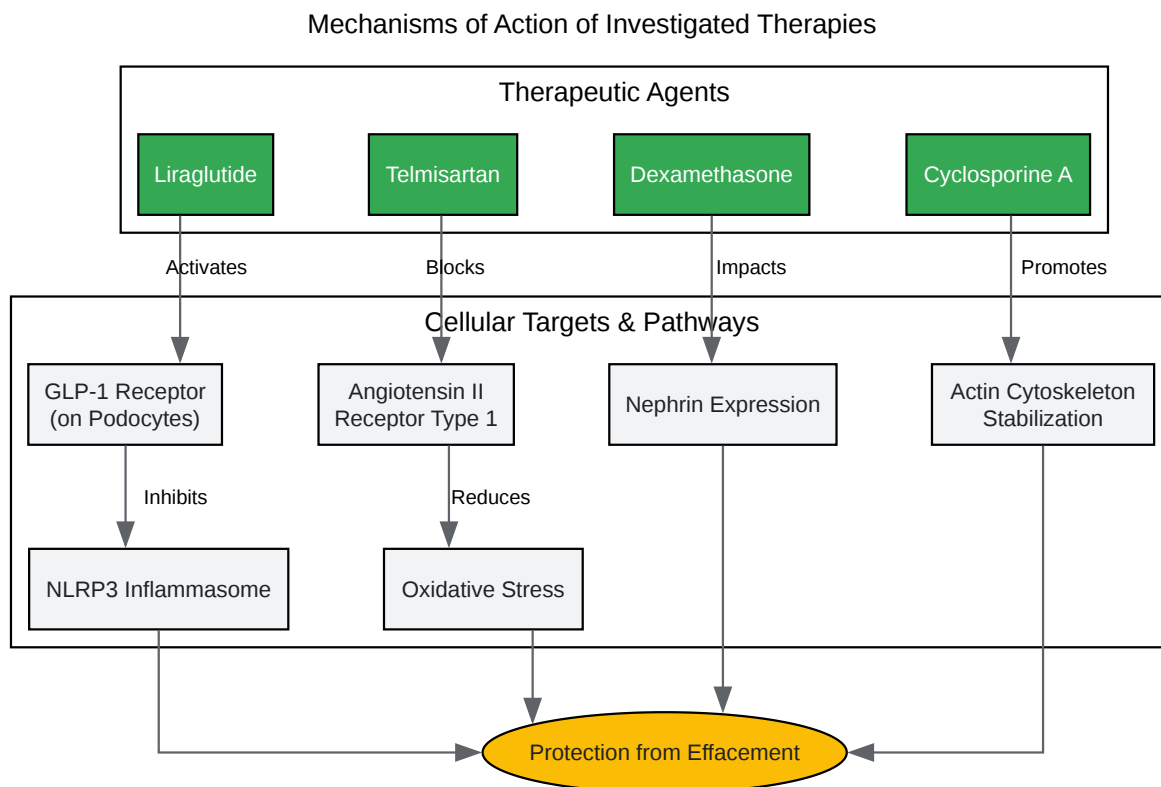 Mechanisms of Action of Investigated Therapies
Therapeutic Agents
Liraglutide
Telmisartan
Dexamethasone
Cyclosporine A
Activates
Blocks
Impacts
Promotes
Cellular Targets & Pathways
GLP-1 Receptor
(on Podocytes)
Angiotensin II
Receptor Type 1
Nephrin Expression
Actin Cytoskeleton
Stabilization
Inhibits
Reduces
NLRP3 Inflammasome
Oxidative Stress
Protection from Effacement